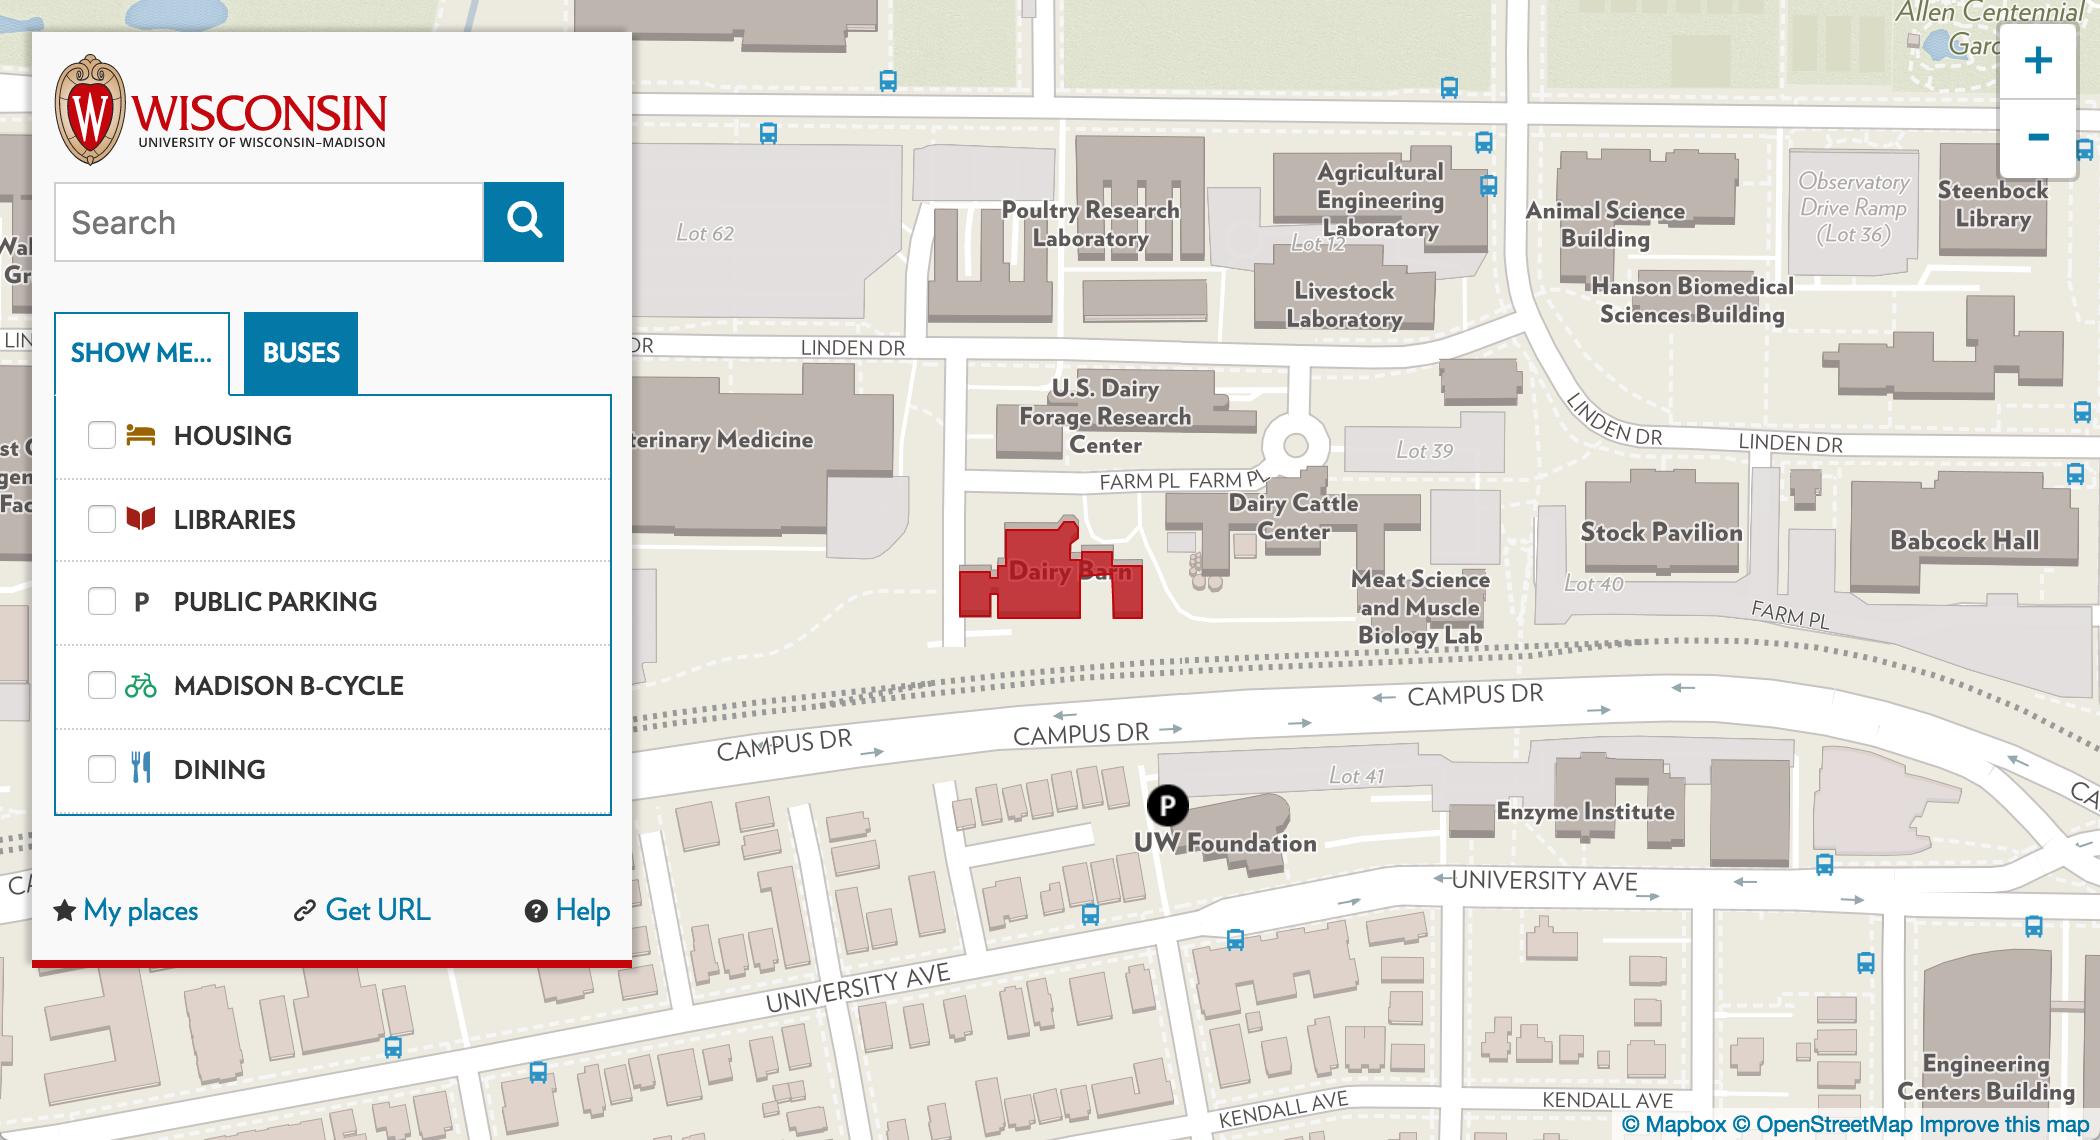 W
WISCONSIN
UNIVERSITY OF WISCONSIN–MADISON
Search
SHOW ME...
BUSES
HOUSING
LIBRARIES
P PUBLIC PARKING
MADISON B-CYCLE
DINING
My places
Get URL
? Help
Allen Centennial
Gard
+
-
Lot 62
Poultry Research
Laboratory
Agricultural
Engineering
Laboratory
Lot 12
Livestock
Laboratory
Animal Science
Building
Hanson Biomedical
Sciences Building
Observatory
Drive Ramp
(Lot 36)
Steenbock
Library
LIN
DR
LINDEN DR
LINDEN DR
LINDEN DR
U.S. Dairy
Forage Research
Center
terinary Medicine
Lot 39
FARM PL
FARM PL
Dairy Cattle
Center
Dairy Barn
Stock Pavilion
Babcock Hall
Meat Science
and Muscle
Biology Lab
Lot 40
FARM PL
CAMPUS DR
CAMPUS DR
CAMPUS DR
CA
Lot 41
P
UW Foundation
Enzyme Institute
UNIVERSITY AVE
UNIVERSITY AVE
KENDALL AVE
KENDALL AVE
Engineering
Centers Building
© Mapbox © OpenStreetMap Improve this map